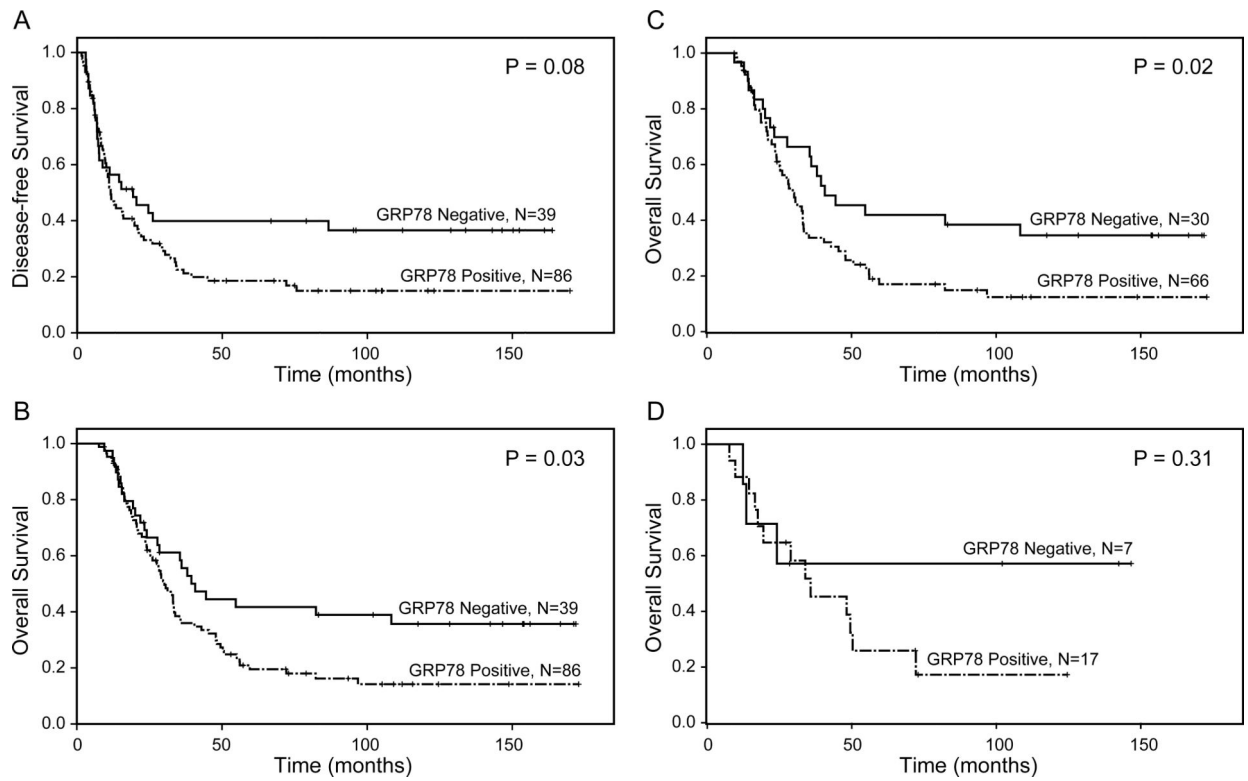 A
P = 0.08
1.0
0.8
0.6
0.4
0.2
0.0
Disease-free Survival
GRP78 Negative, N=39
GRP78 Positive, N=86
0 50 100 150
Time (months)
B
P = 0.03
1.0
0.8
0.6
0.4
0.2
0.0
Overall Survival
GRP78 Negative, N=39
GRP78 Positive, N=86
0 50 100 150
Time (months)
C
P = 0.02
1.0
0.8
0.6
0.4
0.2
0.0
Overall Survival
GRP78 Negative, N=30
GRP78 Positive, N=66
0 50 100 150
Time (months)
D
P = 0.31
1.0
0.8
0.6
0.4
0.2
0.0
Overall Survival
GRP78 Negative, N=7
GRP78 Positive, N=17
0 50 100 150
Time (months)